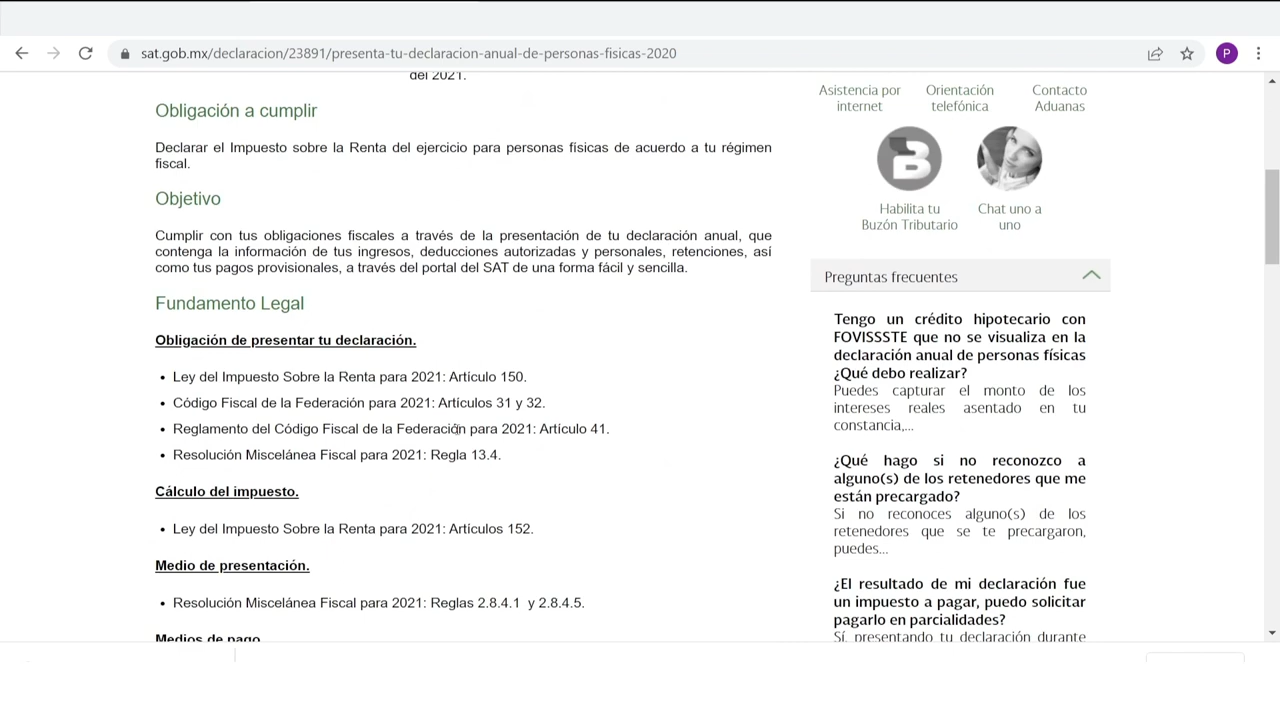 sat.gob.mx/declaracion/23891/presenta-tu-declaracion-anual-de-personas-fisicas-2020
P
del 2021.
Obligación a cumplir
Declarar el Impuesto sobre la Renta del ejercicio para personas físicas de acuerdo a tu régimen
fiscal.
Objetivo
Cumplir con tus obligaciones fiscales a través de la presentación de tu declaración anual, que
contenga la información de tus ingresos, deducciones autorizadas y personales, retenciones, así
como tus pagos provisionales, a través del portal del SAT de una forma fácil y sencilla.
Fundamento Legal
Obligación de presentar tu declaración.
• Ley del Impuesto Sobre la Renta para 2021: Artículo 150.
• Código Fiscal de la Federación para 2021: Artículos 31 y 32.
• Reglamento del Código Fiscal de la Federación para 2021: Artículo 41.
• Resolución Miscelánea Fiscal para 2021: Regla 13.4.
Cálculo del impuesto.
• Ley del Impuesto Sobre la Renta para 2021: Artículos 152.
Medio de presentación.
• Resolución Miscelánea Fiscal para 2021: Reglas 2.8.4.1 y 2.8.4.5.
Medios de pago
Asistencia por
internet
Orientación
telefónica
Contacto
Aduanas
B
Habilita tu
Buzón Tributario
Chat uno a
uno
Preguntas frecuentes
Tengo un crédito hipotecario con
FOVISSSTE que no se visualiza en la
declaración anual de personas físicas
¿Qué debo realizar?
Puedes capturar el monto de los
intereses reales asentado en tu
constancia,...
¿Qué hago si no reconozco a
alguno(s) de los retenedores que me
están precargado?
Si no reconoces alguno(s) de los
retenedores que se te precargaron,
puedes...
¿El resultado de mi declaración fue
un impuesto a pagar, puedo solicitar
pagarlo en parcialidades?
Sí, presentando tu declaración durante